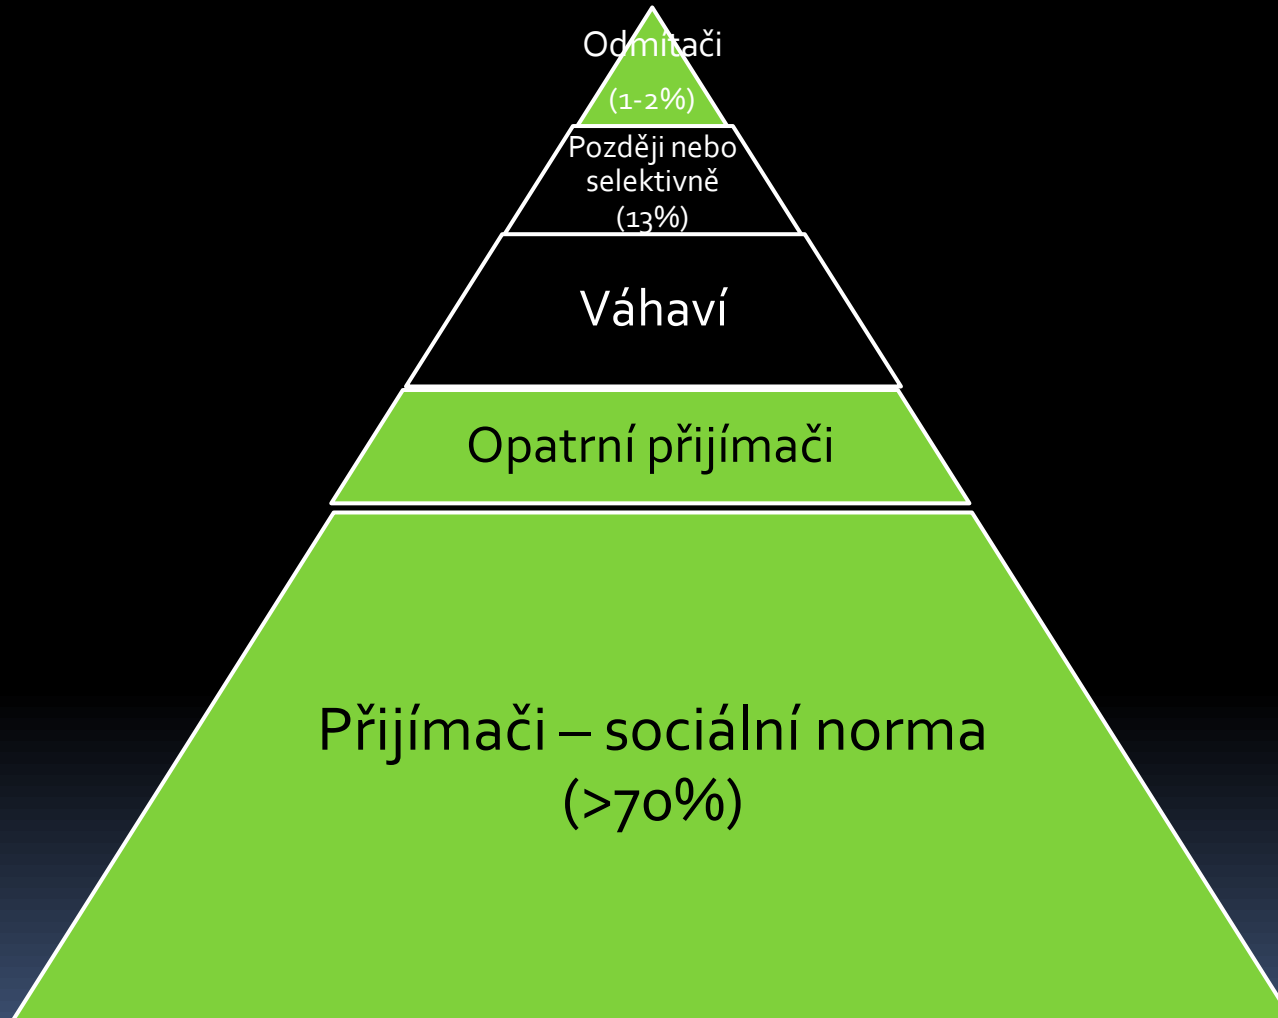 Odmítači
(1-2%)
Později nebo
selektivně
(13%)
Váhaví
Opatrní přijímači
Přijímači – sociální norma
(>70%)